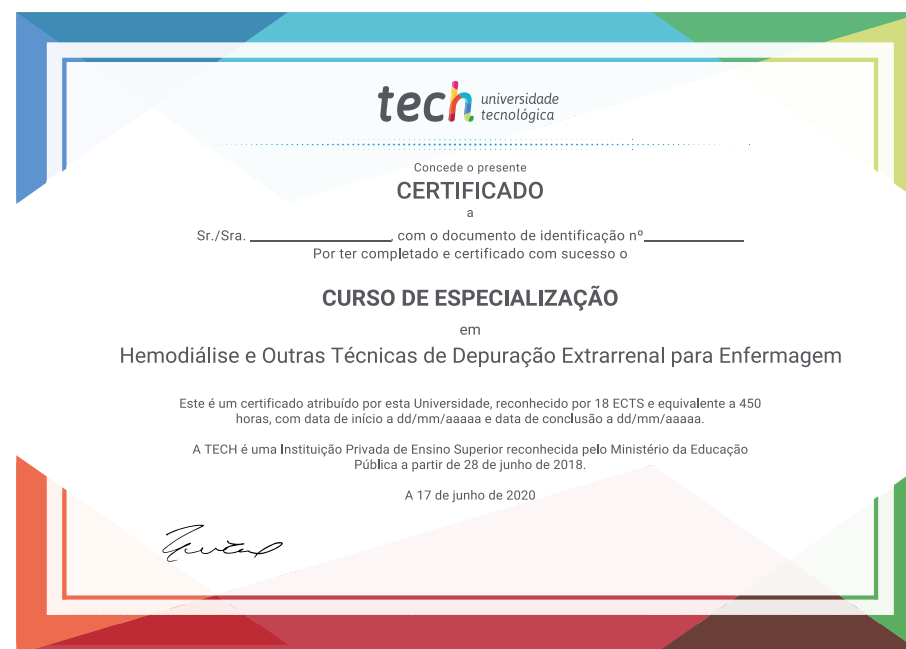 tech universidade
tecnológica
Concede o presente
CERTIFICADO
a
Sr./Sra. ____________________, com o documento de identificação nº______________
Por ter completado e certificado com sucesso o
CURSO DE ESPECIALIZAÇÃO
em
Hemodiálise e Outras Técnicas de Depuração Extrarrenal para Enfermagem
Este é um certificado atribuído por esta Universidade, reconhecido por 18 ECTS e equivalente a 450
horas, com data de início a dd/mm/aaaaa e data de conclusão a dd/mm/aaaaa.
A TECH é uma Instituição Privada de Ensino Superior reconhecida pelo Ministério da Educação
Pública a partir de 28 de junho de 2018.
A 17 de junho de 2020